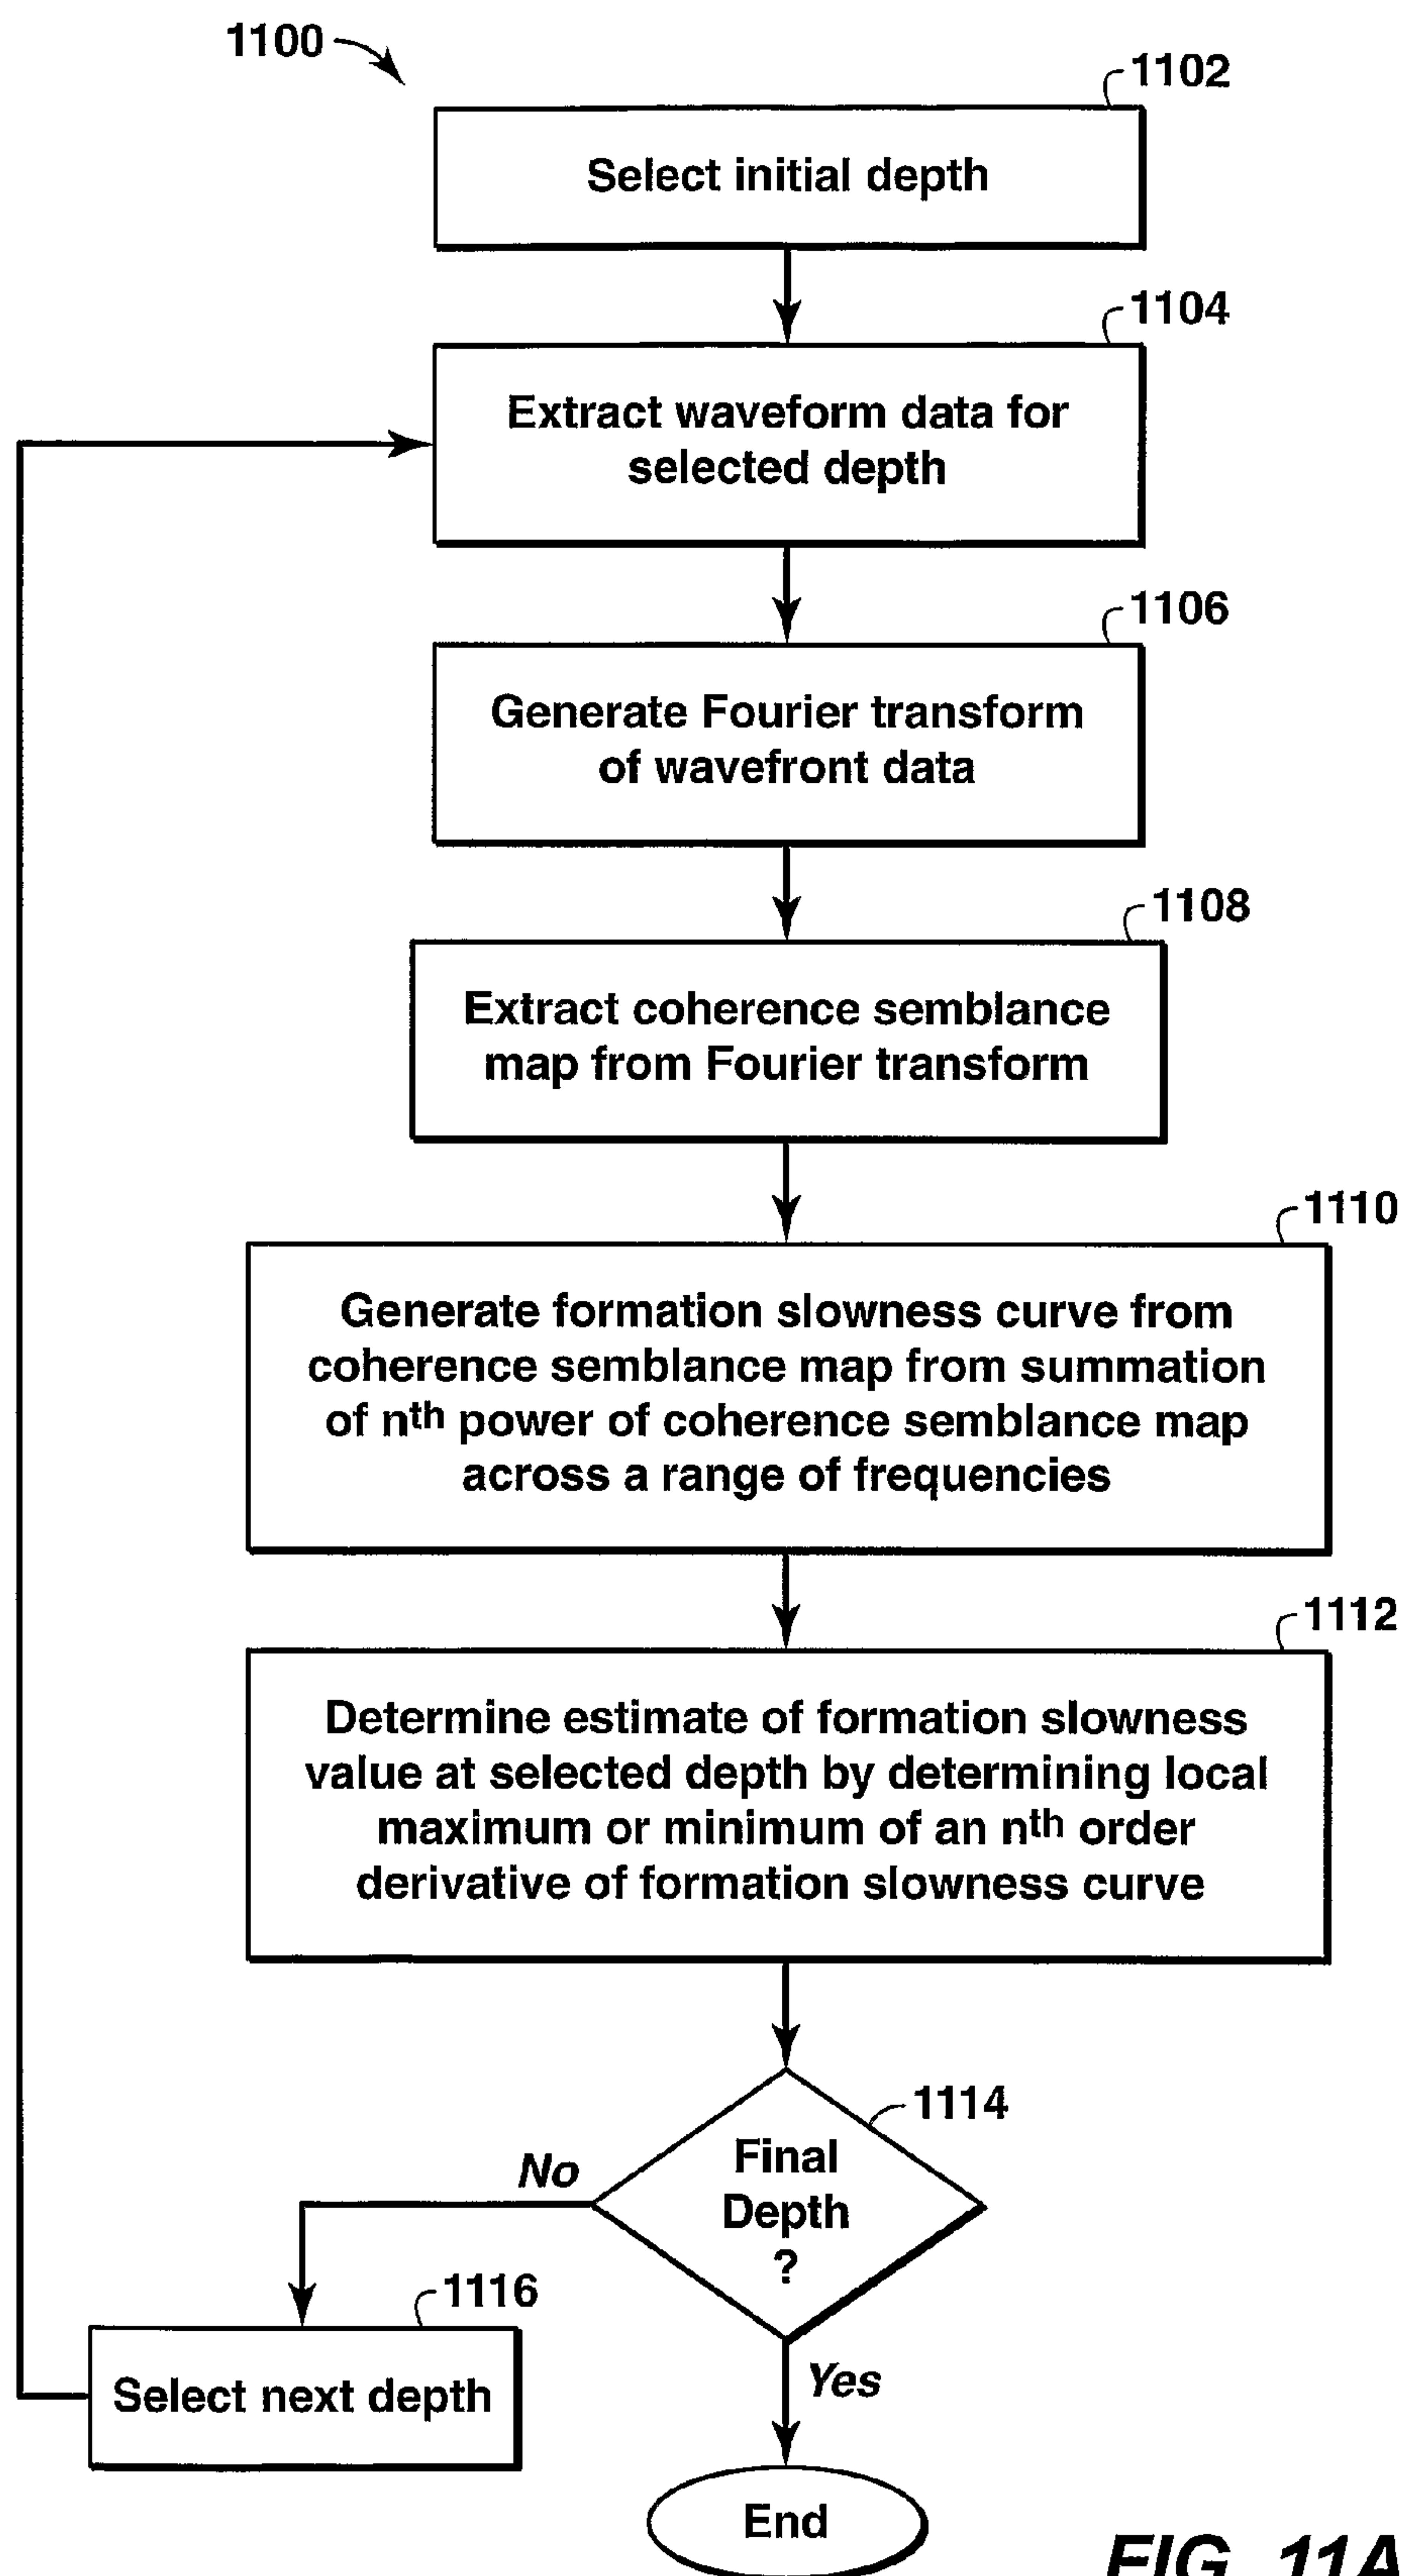 1100
1102
Select initial depth
1104
Extract waveform data for
selected depth
1106
Generate Fourier transform
of wavefront data
1108
Extract coherence semblance
map from Fourier transform
1110
Generate formation slowness curve from
coherence semblance map from summation
of nth power of coherence semblance map
across a range of frequencies
1112
Determine estimate of formation slowness
value at selected depth by determining local
maximum or minimum of an nth order
derivative of formation slowness curve
1114
Final
Depth
?
No
1116
Select next depth
Yes
End
FIG. 11A